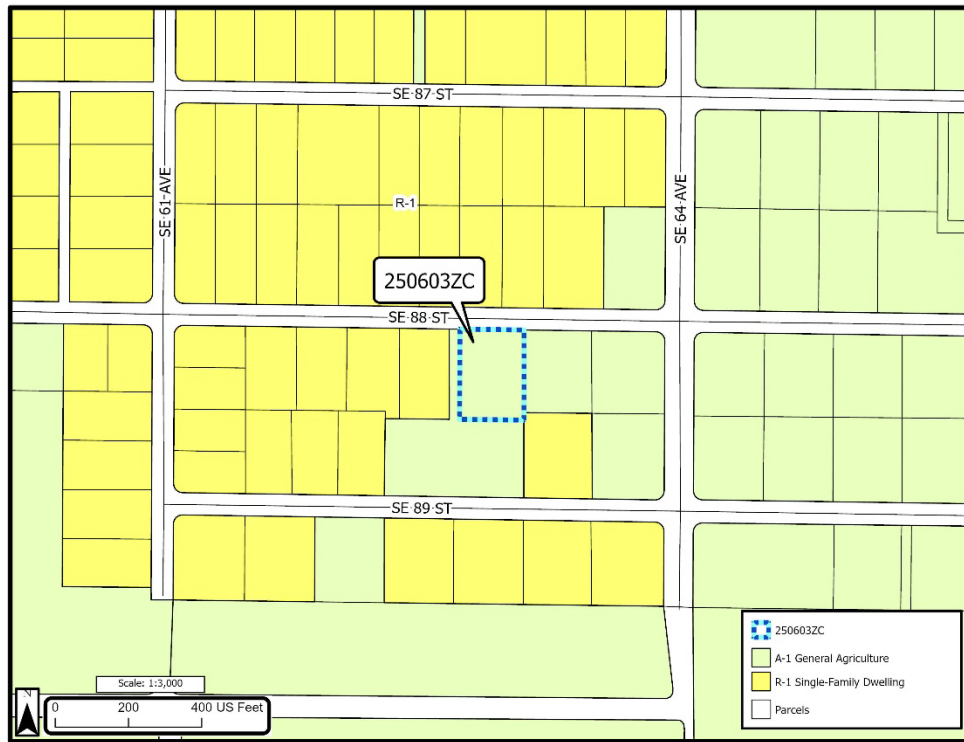 SE 87 ST
SE 61 AVE
SE 64 AVE
R-1
250603ZC
SE 88 ST
SE 89 ST
250603ZC
A-1 General Agriculture
R-1 Single-Family Dwelling
Parcels
Scale: 1:3,000
N
0 200 400 US Feet